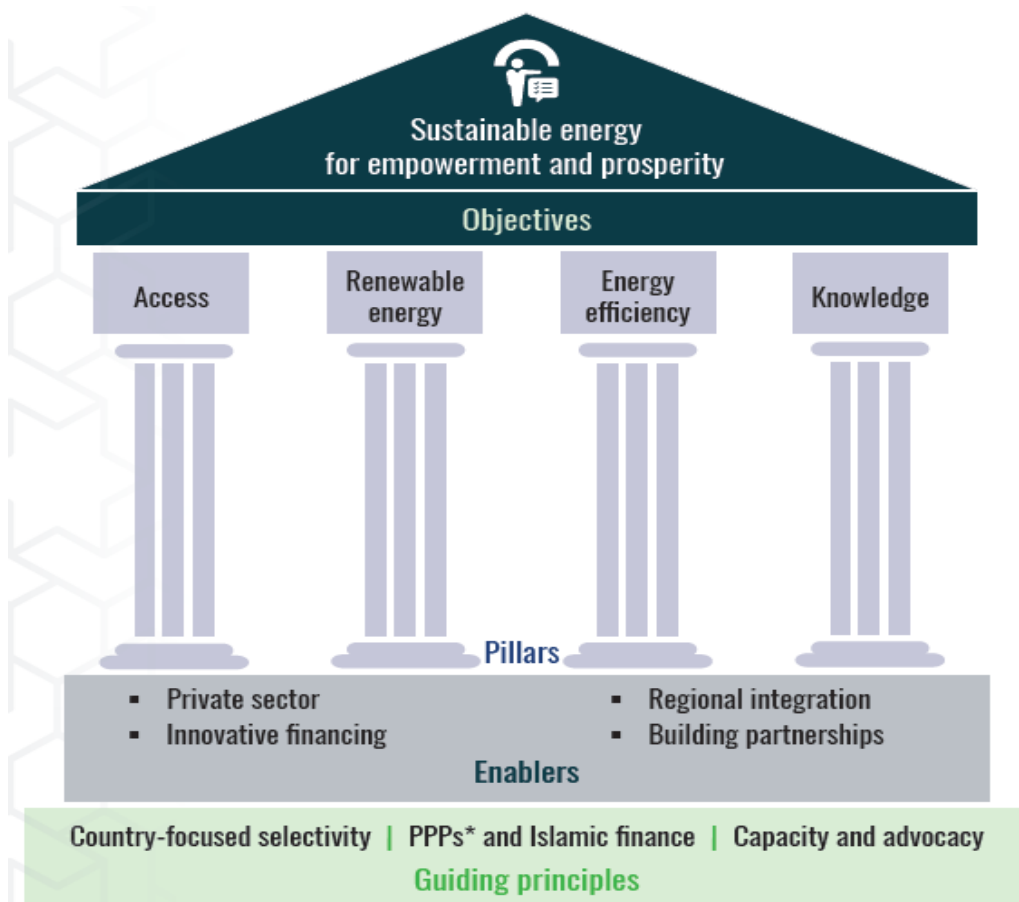 Sustainable energy
for empowerment and prosperity
Objectives
Access
Renewable
energy
Energy
efficiency
Knowledge
Pillars
▪ Private sector
▪ Innovative financing
▪ Regional integration
▪ Building partnerships
Enablers
Country-focused selectivity | PPPs* and Islamic finance | Capacity and advocacy
Guiding principles